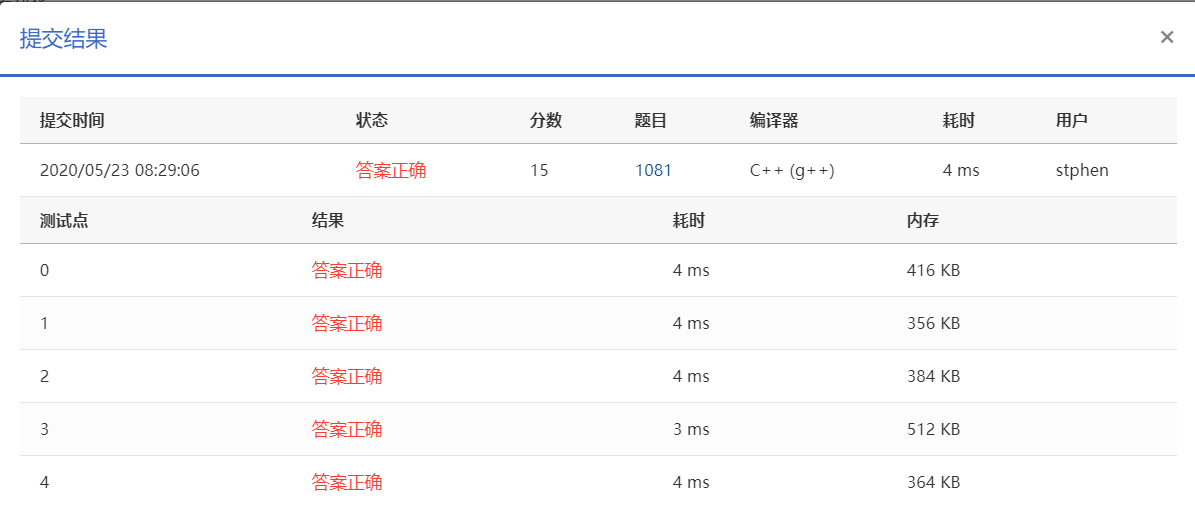 提交结果 ×
提交时间 状态 分数 题目 编译器 耗时 用户
2020/05/23 08:29:06 答案正确 15 1081 C++ (g++) 4 ms stphen
测试点 结果 耗时 内存
0 答案正确 4 ms 416 KB
1 答案正确 4 ms 356 KB
2 答案正确 4 ms 384 KB
3 答案正确 3 ms 512 KB
4 答案正确 4 ms 364 KB